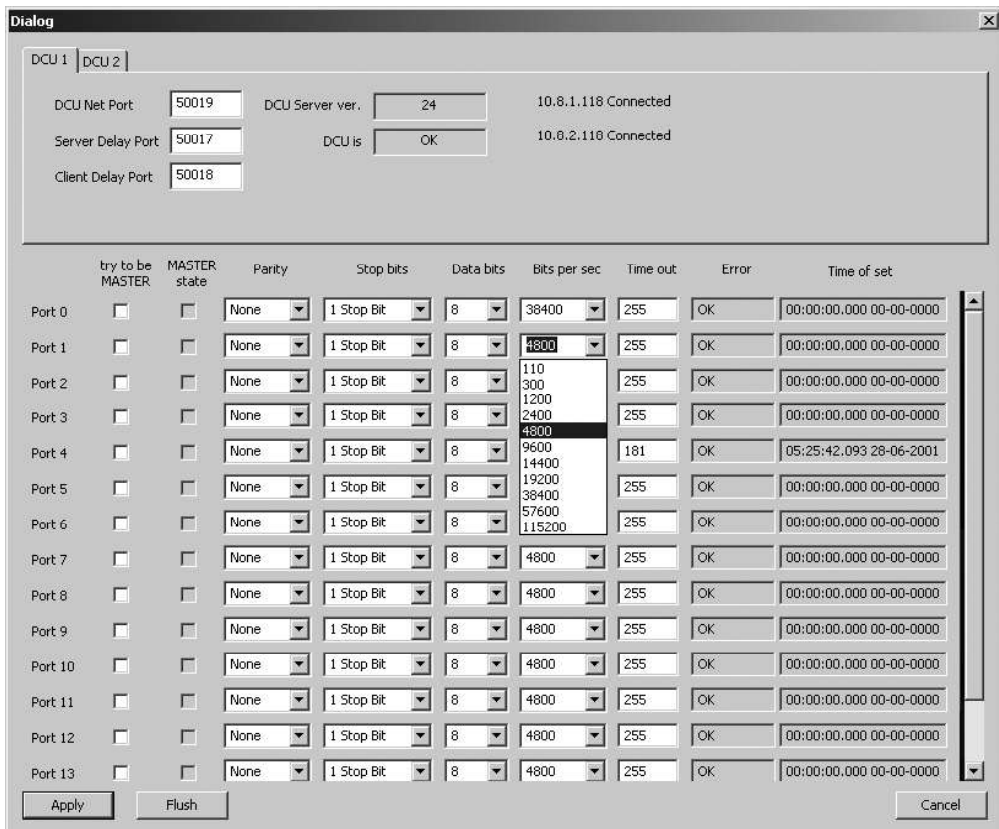 Dialog
DCU 1 DCU 2
DCU Net Port 50019 DCU Server ver. 24 10.8.1.118 Connected
Server Delay Port 50017 DCU is OK 10.8.2.118 Connected
Client Delay Port 50018
try to be MASTER MASTER state Parity Stop bits Data bits Bits per sec Time out Error Time of set
Port 0 None 1 Stop Bit 8 38400 255 OK 00:00:00.000 00-00-0000
Port 1 None 1 Stop Bit 8 4800 255 OK 00:00:00.000 00-00-0000
110
Port 2 None 1 Stop Bit 8 300 255 OK 00:00:00.000 00-00-0000
1200
Port 3 None 1 Stop Bit 8 2400 255 OK 00:00:00.000 00-00-0000
4800
Port 4 None 1 Stop Bit 8 9600 181 OK 05:25:42.093 28-06-2001
14400
Port 5 None 1 Stop Bit 8 19200 255 OK 00:00:00.000 00-00-0000
38400
Port 6 None 1 Stop Bit 8 57600 255 OK 00:00:00.000 00-00-0000
115200
Port 7 None 1 Stop Bit 8 4800 255 OK 00:00:00.000 00-00-0000
Port 8 None 1 Stop Bit 8 4800 255 OK 00:00:00.000 00-00-0000
Port 9 None 1 Stop Bit 8 4800 255 OK 00:00:00.000 00-00-0000
Port 10 None 1 Stop Bit 8 4800 255 OK 00:00:00.000 00-00-0000
Port 11 None 1 Stop Bit 8 4800 255 OK 00:00:00.000 00-00-0000
Port 12 None 1 Stop Bit 8 4800 255 OK 00:00:00.000 00-00-0000
Port 13 None 1 Stop Bit 8 4800 255 OK 00:00:00.000 00-00-0000
Apply Flush Cancel